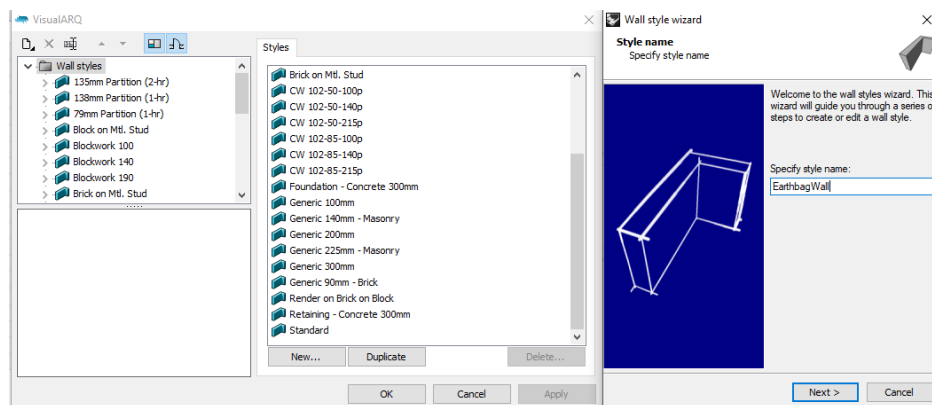 VisualARQ
Wall styles
135mm Partition (2-hr)
138mm Partition (1-hr)
79mm Partition (1-hr)
Block on Mtl. Stud
Blockwork 100
Blockwork 140
Blockwork 190
Brick on Mtl. Stud
Styles
Brick on Mtl. Stud
CW 102-50-100p
CW 102-50-140p
CW 102-50-215p
CW 102-85-100p
CW 102-85-140p
CW 102-85-215p
Foundation - Concrete 300mm
Generic 100mm
Generic 140mm - Masonry
Generic 200mm
Generic 225mm - Masonry
Generic 300mm
Generic 90mm - Brick
Render on Brick on Block
Retaining - Concrete 300mm
Standard
New... Duplicate Delete...
OK Cancel Apply
Wall style wizard
Style name
Specify style name
Welcome to the wall styles wizard. This
wizard will guide you through a series o
steps to create or edit a wall style.
Specify style name:
EarthbagWall
Next > Cancel